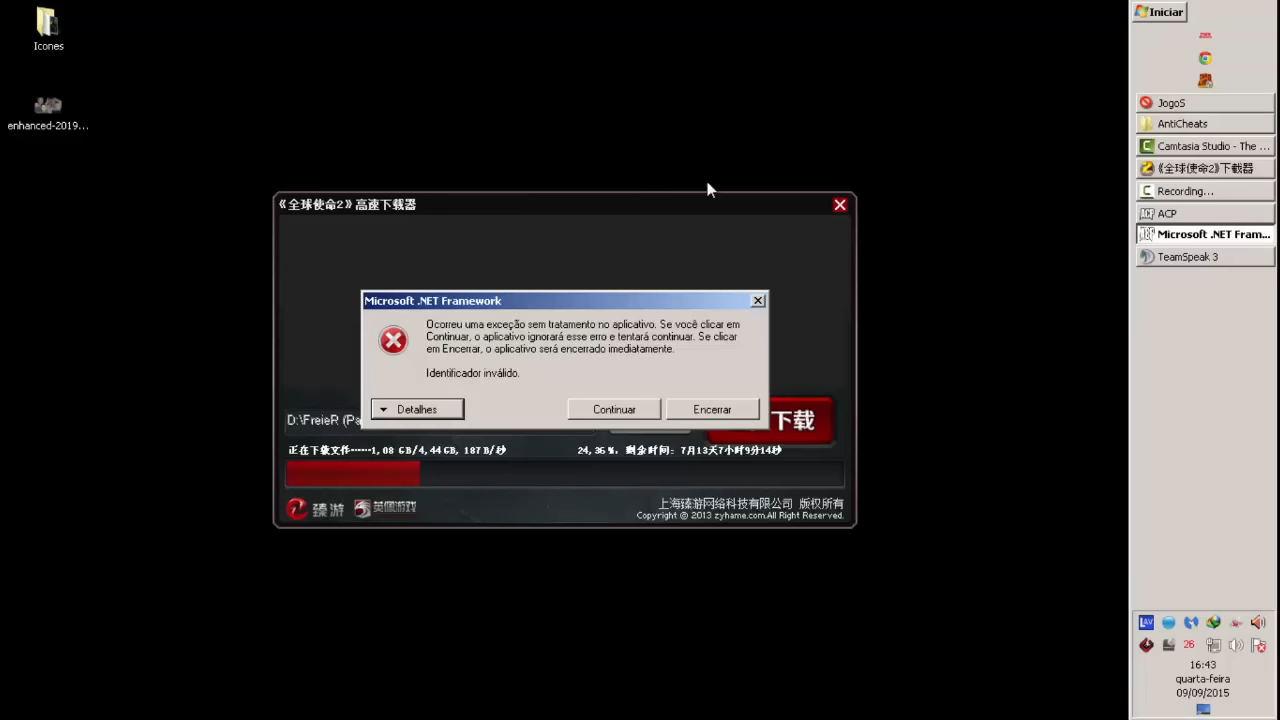 Icones
enhanced-2019...
《全球使命2》高速下载器
Microsoft .NET Framework
Ocorreu uma exceção sem tratamento no aplicativo. Se você clicar em
Continuar, o aplicativo ignorará esse erro e tentará continuar. Se clicar
em Encerrar, o aplicativo será encerrado imediatamente.
Identificador inválido.
Detalhes
Continuar
Encerrar
D:\FreieR (Pa
下载
正在下载文件······1,08 GB/4,44 GB, 187 B/秒
24,36 %，剩余时间：7月13天7小时9分14秒
臻游
英佩游戏
上海臻游网络科技有限公司 版权所有
Copyright @ 2013 zyhame.com.All Right Reserved.
Iniciar
JogoS
AntiCheats
Camtasia Studio - The ...
《全球使命2》下载器
Recording...
ACP
Microsoft .NET Fram...
TeamSpeak 3
LAV
26
16:43
quarta-feira
09/09/2015